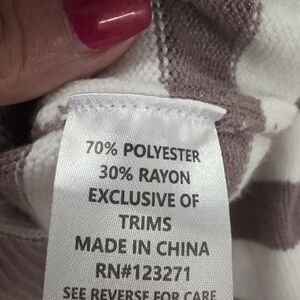 70% POLYESTER
30% RAYON
EXCLUSIVE OF
TRIMS
MADE IN CHINA
RN#123271
SEE REVERSE FOR CARE